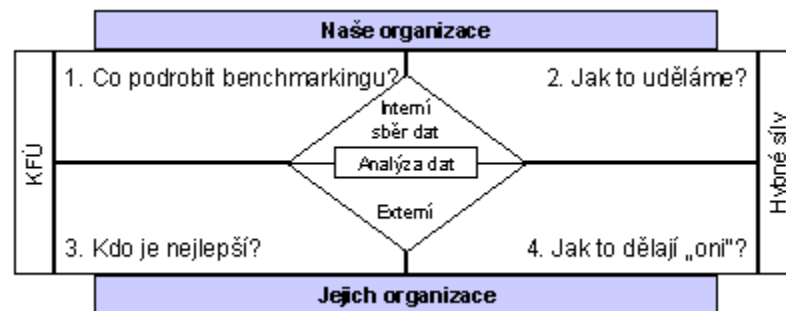 Naše organizace
1. Co podrobit benchmarkingu?
2. Jak to uděláme?
Interní
sběr dat
KFÚ
Analýza dat
Hybné síly
Externí
3. Kdo je nejlepší?
4. Jak to dělají „oni"?
Jejich organizace